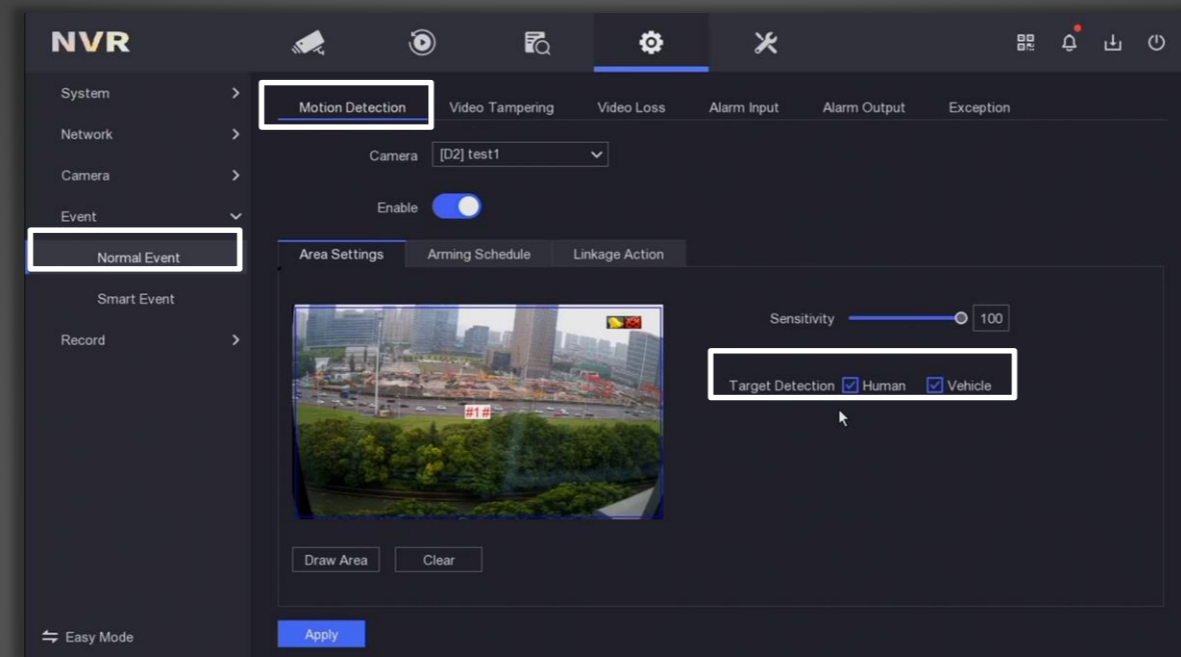 NVR
System
Network
Camera
Event
Normal Event
Smart Event
Record
Easy Mode
Motion Detection Video Tampering Video Loss Alarm Input Alarm Output Exception
Camera [D2] test1
Enable
Area Settings Arming Schedule Linkage Action
#1#
Sensitivity 100
Target Detection Human Vehicle
Draw Area Clear
Apply